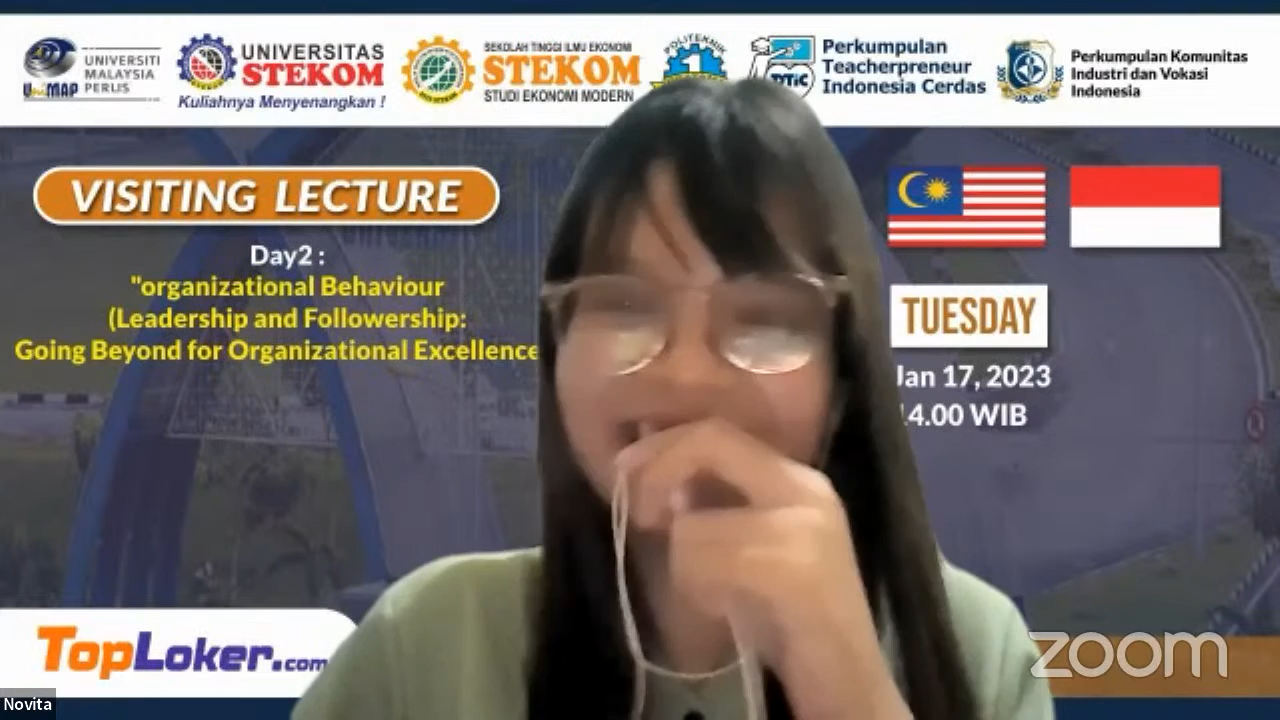 UniMAP
UNIVERSITI
MALAYSIA
PERLIS
UNIVERSITAS
STEKOM
Kuliahnya Menyenangkan !
SEKOLAH TINGGI ILMU EKONOMI
STEKOM
STUDI EKONOMI MODERN
POLITEKNIK
1
Perkumpulan
Teacherpreneur
Indonesia Cerdas
Perkumpulan Komunitas
Industri dan Vokasi
Indonesia
VISITING LECTURE
Day2 :
"organizational Behaviour
(Leadership and Followership:
Going Beyond for Organizational Excellence
TUESDAY
Jan 17, 2023
4.00 WIB
TopLoker.com
zoom
Novita